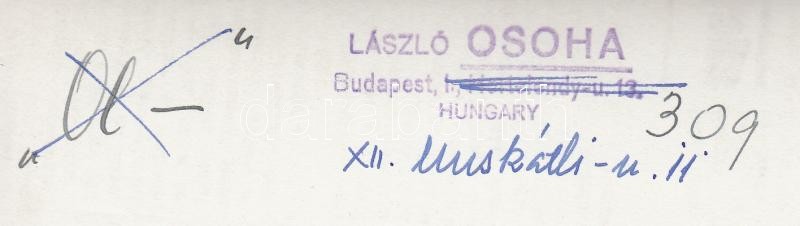 LÁSZLÓ OSOHA
Budapest,
HUNGARY
309
XII. Muskátli-u. 11